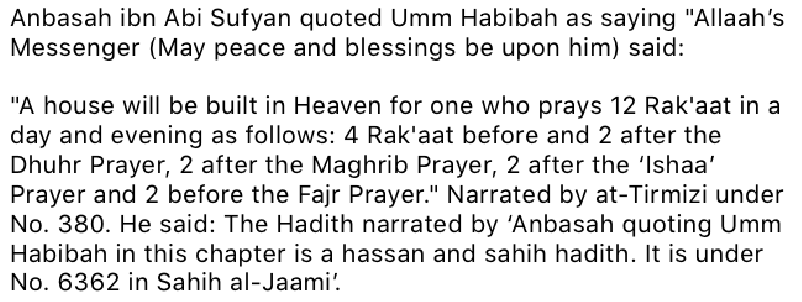 Anbasah ibn Abi Sufyan quoted Umm Habibah as saying "Allaah’s
Messenger (May peace and blessings be upon him) said:
"A house will be built in Heaven for one who prays 12 Rak'aat in a
day and evening as follows: 4 Rak'aat before and 2 after the
Dhuhr Prayer, 2 after the Maghrib Prayer, 2 after the ‘Ishaa’
Prayer and 2 before the Fajr Prayer." Narrated by at-Tirmizi under
No. 380. He said: The Hadith narrated by ‘Anbasah quoting Umm
Habibah in this chapter is a hassan and sahih hadith. It is under
No. 6362 in Sahih al-Jaami’.